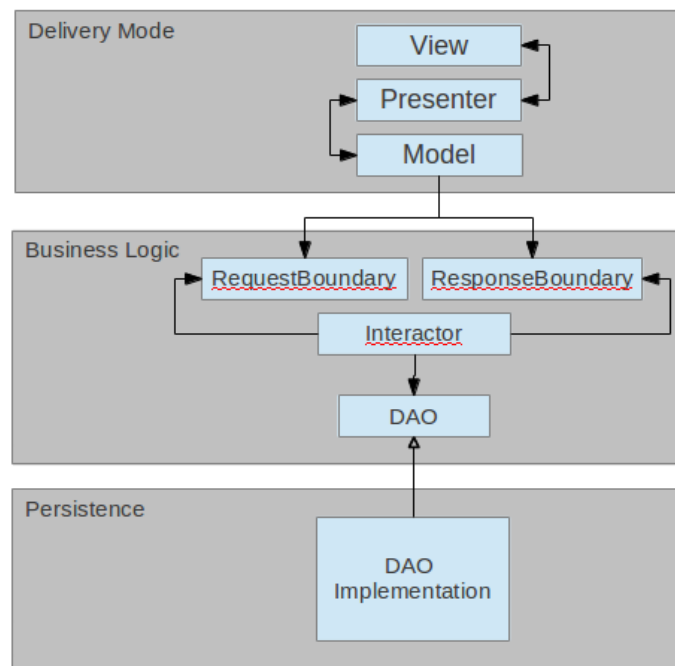 Delivery Mode
View
Presenter
Model
Business Logic
RequestBoundary
ResponseBoundary
Interactor
DAO
Persistence
DAO
Implementation